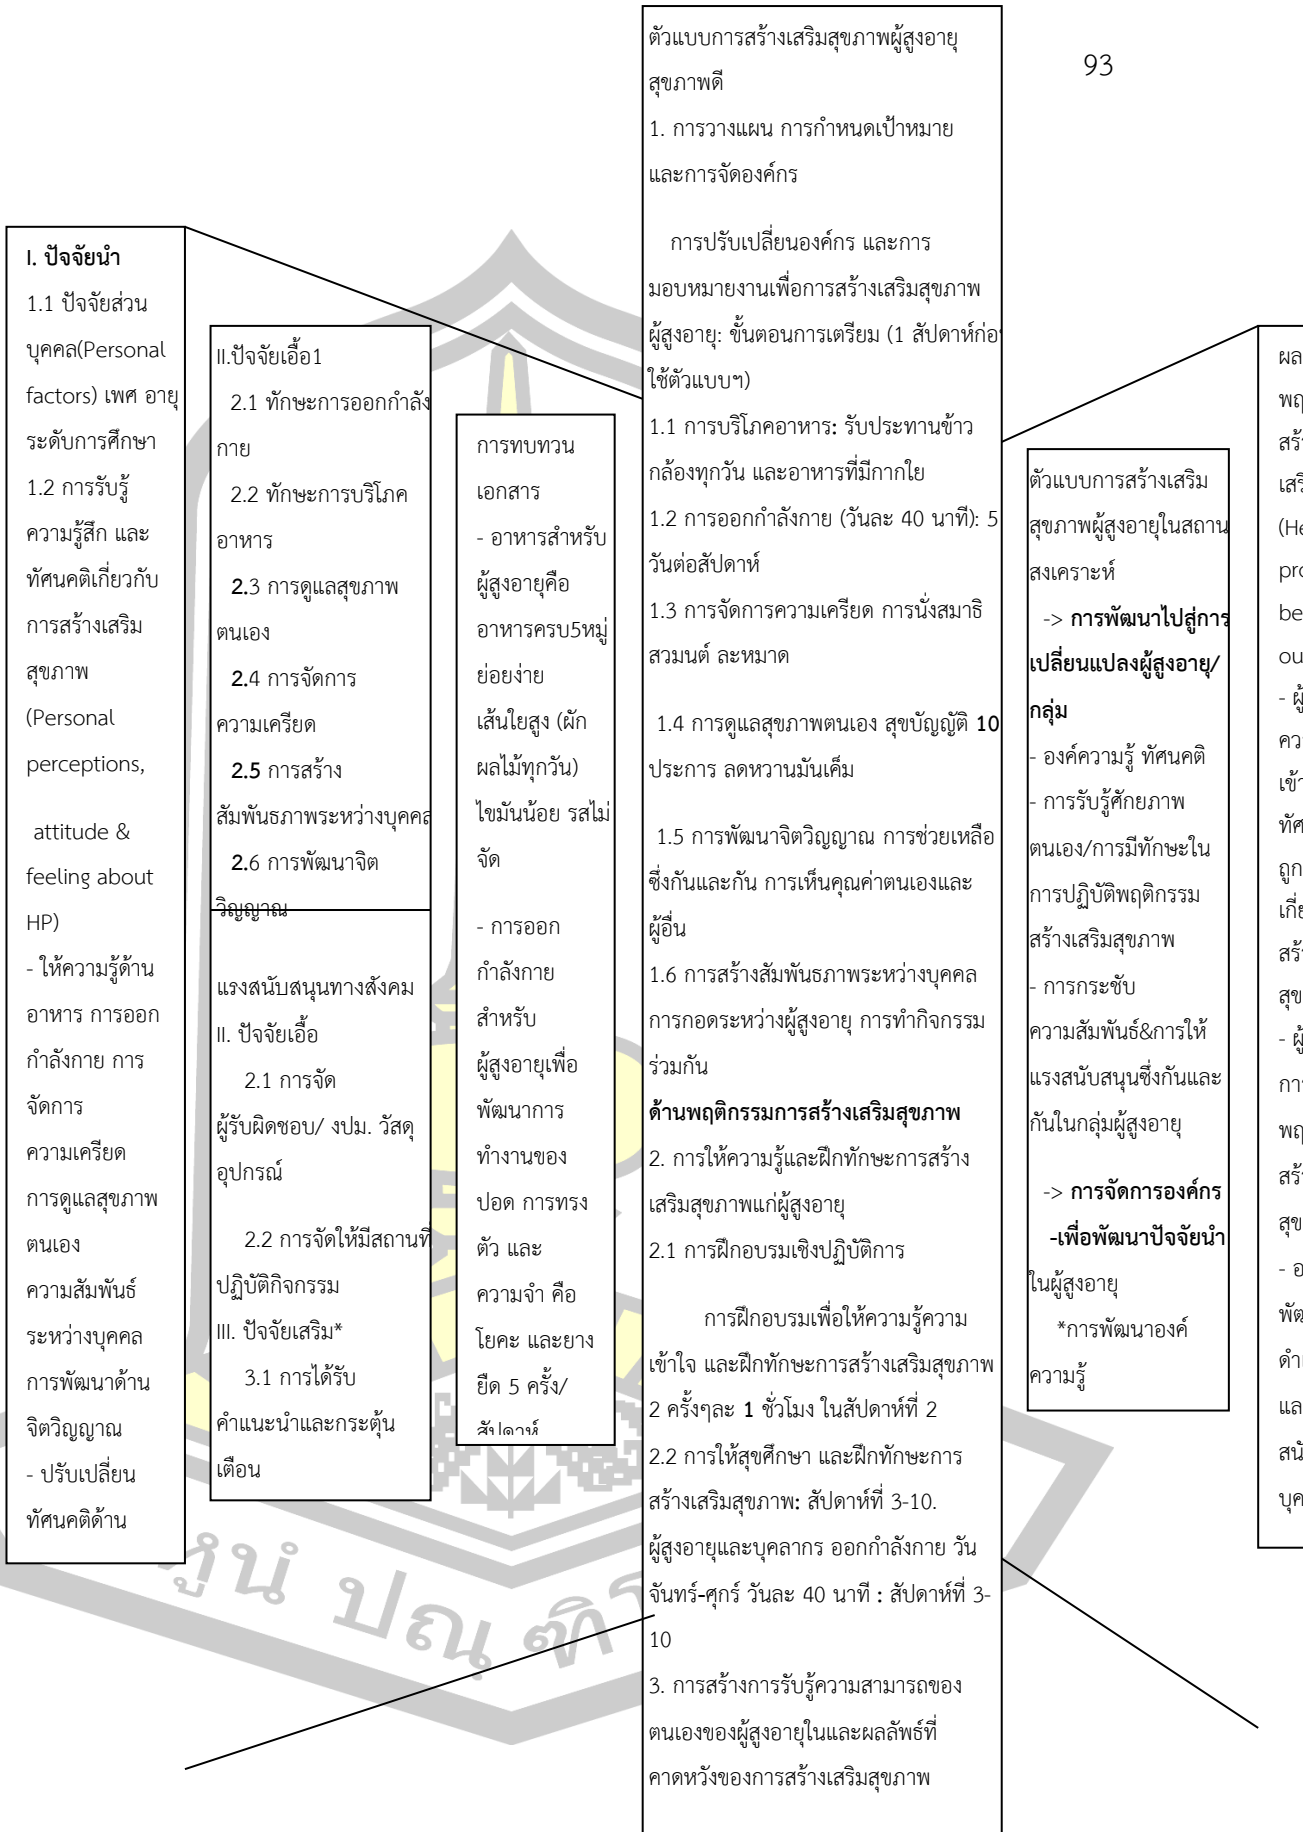 93
I. ปัจจัยนำ
1.1 ปัจจัยส่วน
บุคคล(Personal
factors) เพศ อายุ
ระดับการศึกษา
1.2 การรับรู้
ความรู้สึก และ
ทัศนคติเกี่ยวกับ
การสร้างเสริม
สุขภาพ
(Personal
perceptions,
attitude &
feeling about
HP)
- ให้ความรู้ด้าน
อาหาร การออก
กำลังกาย การ
จัดการ
ความเครียด
การดูแลสุขภาพ
ตนเอง
ความสัมพันธ์
ระหว่างบุคคล
การพัฒนาด้าน
จิตวิญญาณ
- ปรับเปลี่ยน
ทัศนคติด้าน
II.ปัจจัยเอื้อ1
2.1 ทักษะการออกกำลัง
กาย
2.2 ทักษะการบริโภค
อาหาร
2.3 การดูแลสุขภาพ
ตนเอง
2.4 การจัดการ
ความเครียด
2.5 การสร้าง
สัมพันธภาพระหว่างบุคคล
2.6 การพัฒนาจิต
วิญญาณ
แรงสนับสนุนทางสังคม
II. ปัจจัยเอื้อ
2.1 การจัด
ผู้รับผิดชอบ/ งปม. วัสดุ
อุปกรณ์
2.2 การจัดให้มีสถานที่
ปฏิบัติกิจกรรม
III. ปัจจัยเสริม*
3.1 การได้รับ
คำแนะนำและกระตุ้น
เตือน
การทบทวน
เอกสาร
- อาหารสำหรับ
ผู้สูงอายุคือ
อาหารครบ5หมู่
ย่อยง่าย
เส้นใยสูง (ผัก
ผลไม้ทุกวัน)
ไขมันน้อย รสไม่
จัด
- การออก
กำลังกาย
สำหรับ
ผู้สูงอายุเพื่อ
พัฒนาการ
ทำงานของ
ปอด การทรง
ตัว และ
ความจำ คือ
โยคะ และยาง
ยืด 5 ครั้ง/
สัปดาห์
ตัวแบบการสร้างเสริมสุขภาพผู้สูงอายุ
สุขภาพดี
1. การวางแผน การกำหนดเป้าหมาย
และการจัดองค์กร
การปรับเปลี่ยนองค์กร และการ
มอบหมายงานเพื่อการสร้างเสริมสุขภาพ
ผู้สูงอายุ: ขั้นตอนการเตรียม (1 สัปดาห์ก่อน
ใช้ตัวแบบฯ)
1.1 การบริโภคอาหาร: รับประทานข้าว
กล้องทุกวัน และอาหารที่มีกากใย
1.2 การออกกำลังกาย (วันละ 40 นาที): 5
วันต่อสัปดาห์
1.3 การจัดการความเครียด การนั่งสมาธิ
สวมนต์ ละหมาด
1.4 การดูแลสุขภาพตนเอง สุขบัญญัติ 10
ประการ ลดหวานมันเค็ม
1.5 การพัฒนาจิตวิญญาณ การช่วยเหลือ
ซึ่งกันและกัน การเห็นคุณค่าตนเองและ
ผู้อื่น
1.6 การสร้างสัมพันธภาพระหว่างบุคคล
การกอดระหว่างผู้สูงอายุ การทำกิจกรรม
ร่วมกัน
ด้านพฤติกรรมการสร้างเสริมสุขภาพ
2. การให้ความรู้และฝึกทักษะการสร้าง
เสริมสุขภาพแก่ผู้สูงอายุ
2.1 การฝึกอบรมเชิงปฏิบัติการ
การฝึกอบรมเพื่อให้ความรู้ความ
เข้าใจ และฝึกทักษะการสร้างเสริมสุขภาพ
2 ครั้งๆละ 1 ชั่วโมง ในสัปดาห์ที่ 2
2.2 การให้สุขศึกษา และฝึกทักษะการ
สร้างเสริมสุขภาพ: สัปดาห์ที่ 3-10.
ผู้สูงอายุและบุคลากร ออกกำลังกาย วัน
จันทร์-ศุกร์ วันละ 40 นาที : สัปดาห์ที่ 3-
10
3. การสร้างการรับรู้ความสามารถของ
ตนเองของผู้สูงอายุในและผลลัพธ์ที่
คาดหวังของการสร้างเสริมสุขภาพ
ตัวแบบการสร้างเสริม
สุขภาพผู้สูงอายุในสถาน
สงเคราะห์
-> การพัฒนาไปสู่การ
เปลี่ยนแปลงผู้สูงอายุ/
กลุ่ม
- องค์ความรู้ ทัศนคติ
- การรับรู้ศักยภาพ
ตนเอง/การมีทักษะใน
การปฏิบัติพฤติกรรม
สร้างเสริมสุขภาพ
- การกระชับ
ความสัมพันธ์&การให้
แรงสนับสนุนซึ่งกันและ
กันในกลุ่มผู้สูงอายุ
-> การจัดการองค์กร
-เพื่อพัฒนาปัจจัยนำ
ในผู้สูงอายุ
*การพัฒนาองค์
ความรู้
ทูนํ ปณฺฑิโ